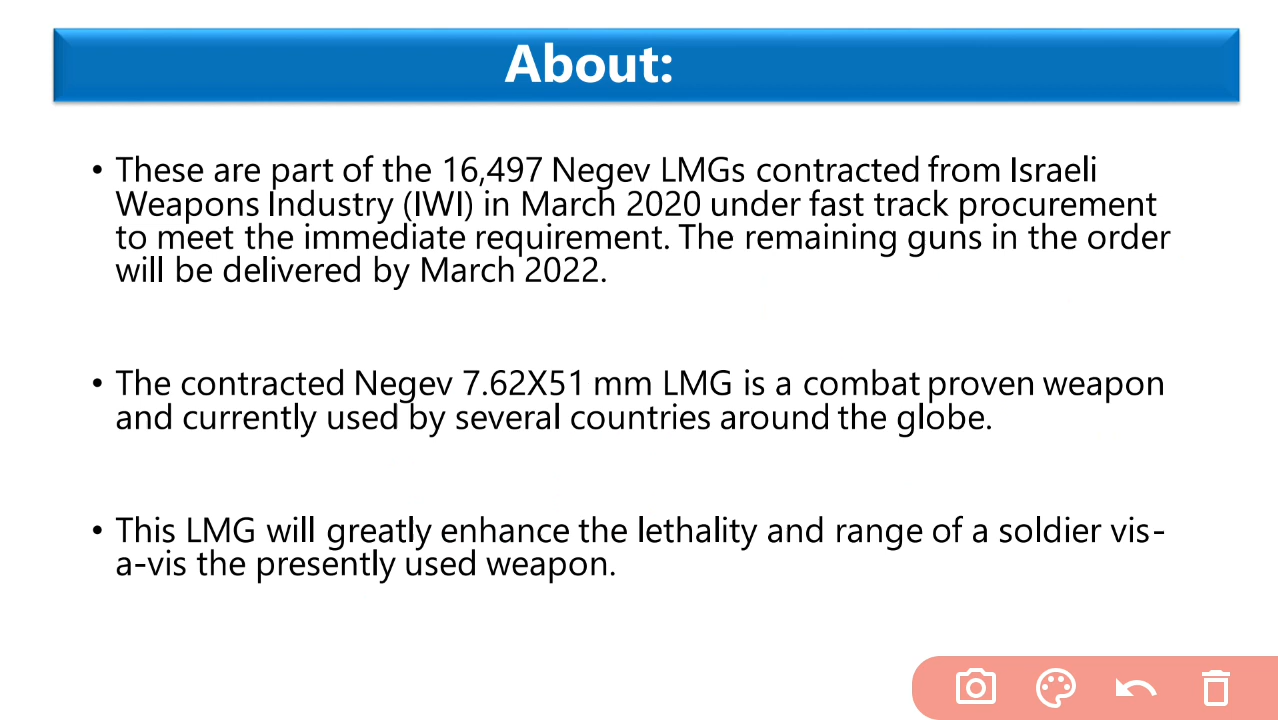 About:
• These are part of the 16,497 Negev LMGs contracted from Israeli
Weapons Industry (IWI) in March 2020 under fast track procurement
to meet the immediate requirement. The remaining guns in the order
will be delivered by March 2022.
• The contracted Negev 7.62X51 mm LMG is a combat proven weapon
and currently used by several countries around the globe.
• This LMG will greatly enhance the lethality and range of a soldier vis-
a-vis the presently used weapon.